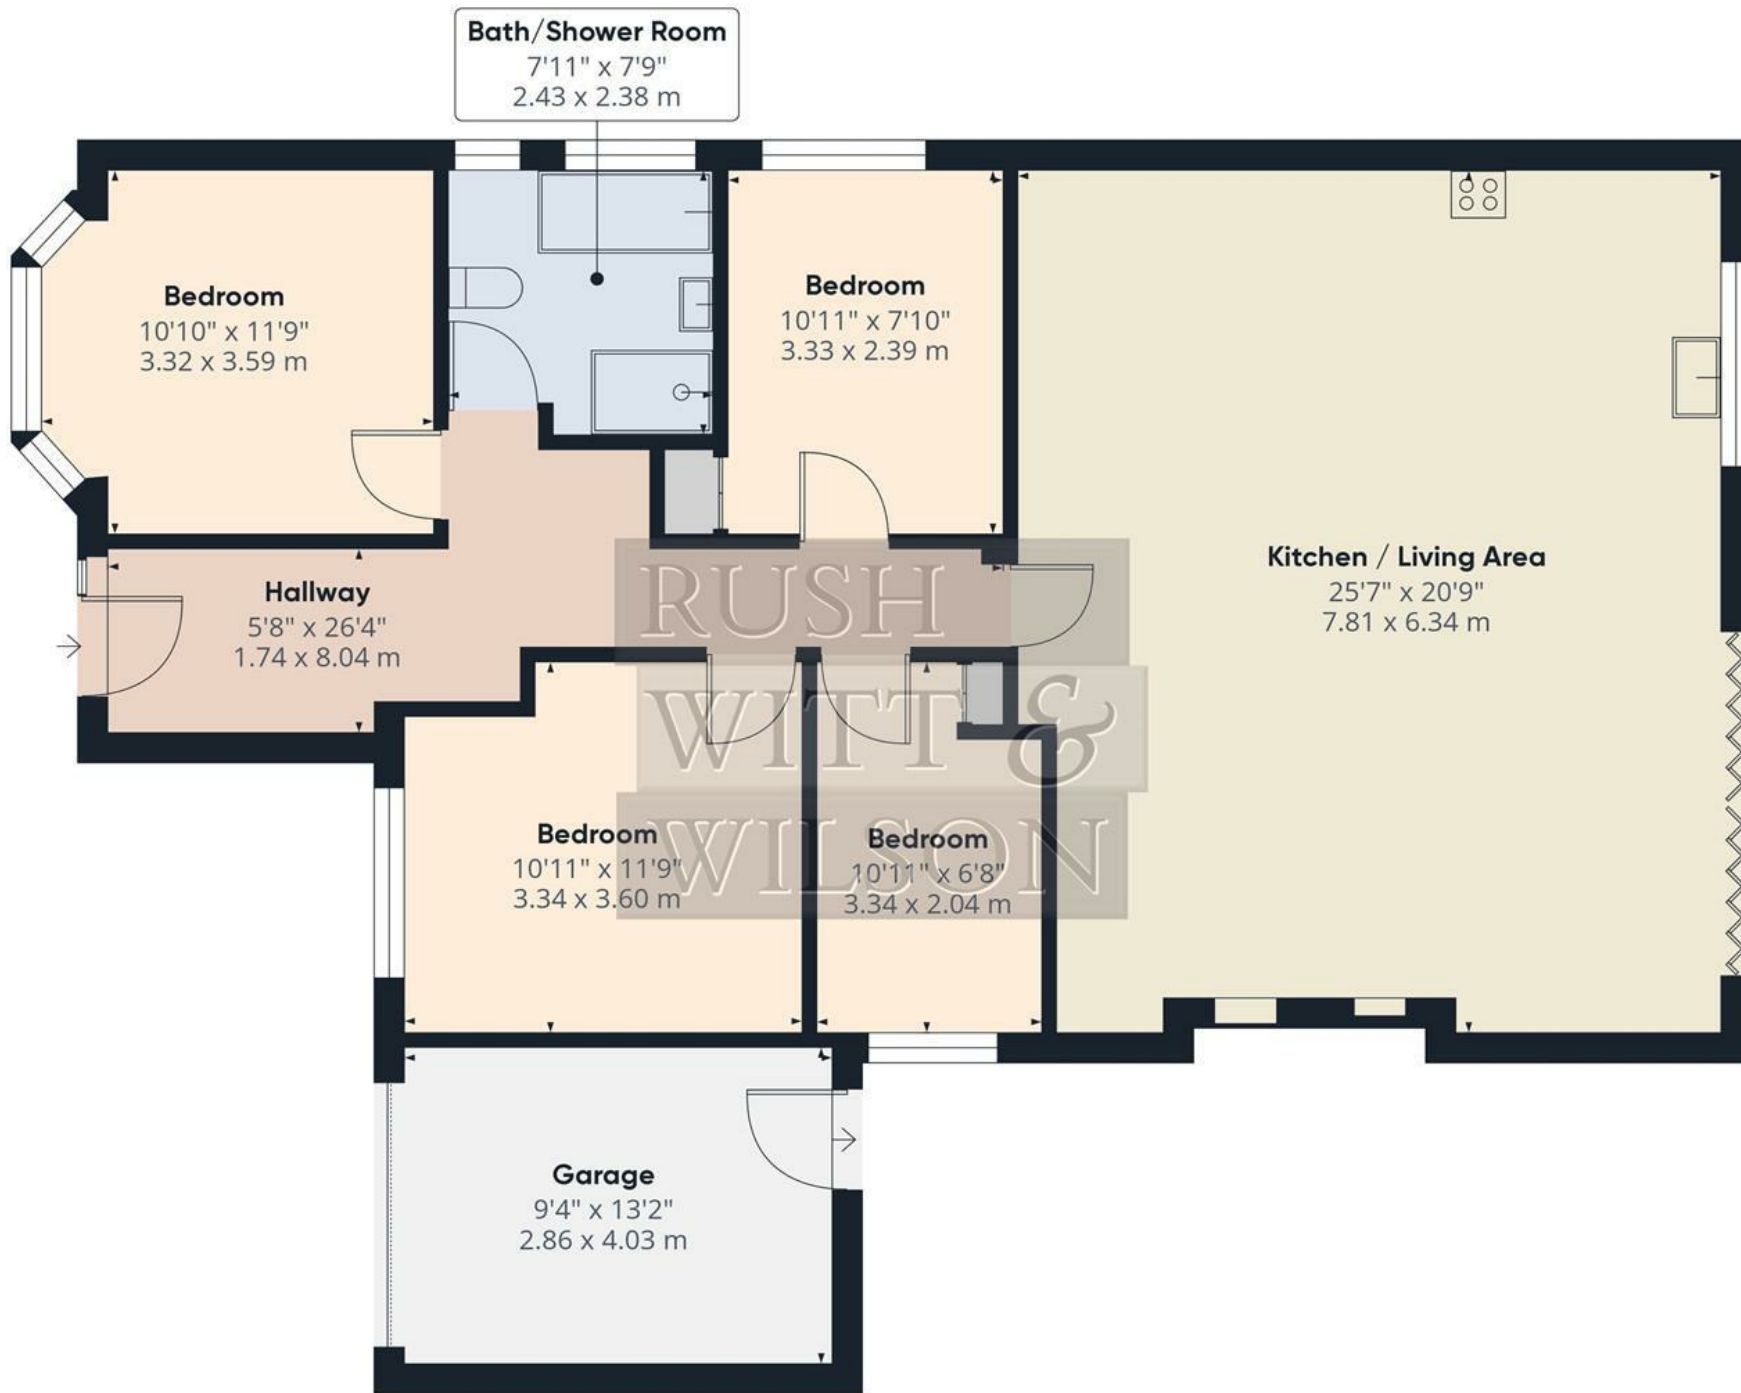 Bath/Shower Room
7'11" x 7'9"
2.43 x 2.38 m
Bedroom
10'10" x 11'9"
3.32 x 3.59 m
Bedroom
10'11" x 7'10"
3.33 x 2.39 m
Kitchen / Living Area
25'7" x 20'9"
7.81 x 6.34 m
Hallway
5'8" x 26'4"
1.74 x 8.04 m
RUSH
WITT &
WILSON
Bedroom
10'11" x 11'9"
3.34 x 3.60 m
Bedroom
10'11" x 6'8"
3.34 x 2.04 m
Garage
9'4" x 13'2"
2.86 x 4.03 m